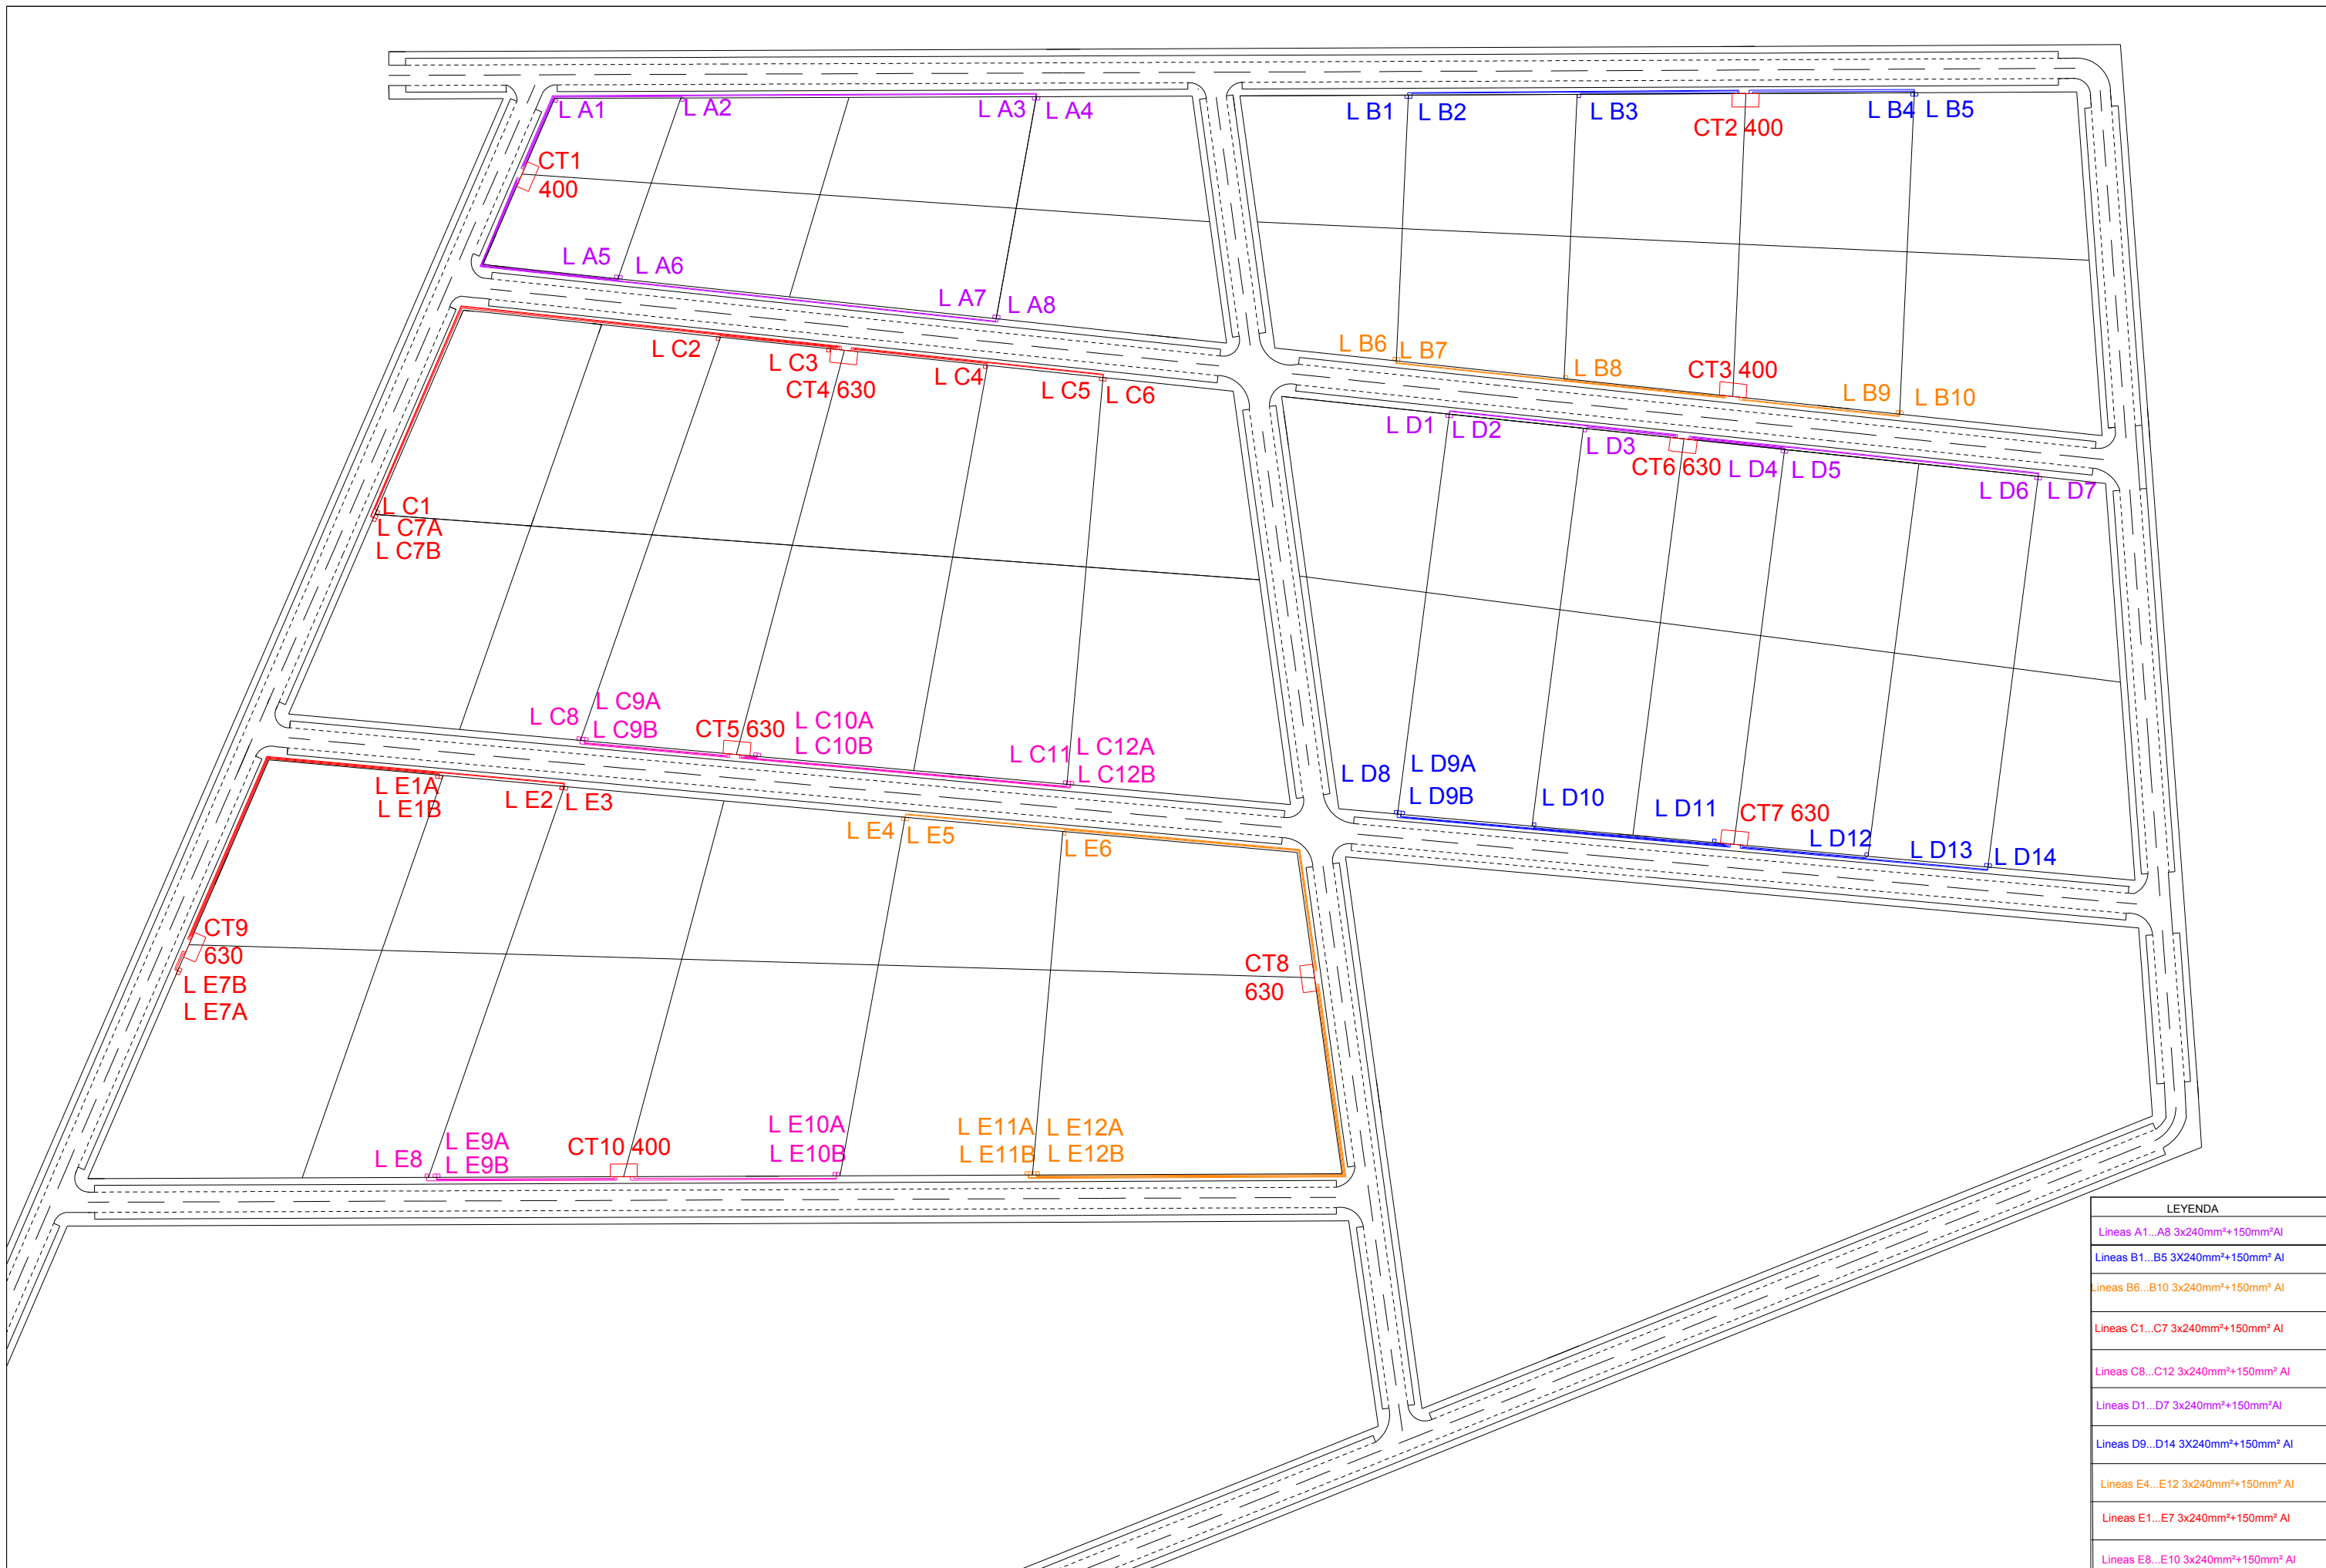 L A1
L A2
L A3
L A4
L B1
L B2
L B3
CT2 400
L B4
L B5
CT1
400
L A5
L A6
L A7
L A8
L B6
L B7
L B8
CT3 400
L B9
L B10
L C2
L C3
CT4 630
L C4
L C5
L C6
L D1
L D2
L D3
CT6 630
L D4
L D5
L D6
L D7
L C1
L C7A
L C7B
L C8
L C9A
L C9B
CT5 630
L C10A
L C10B
L C11
L C12A
L C12B
L D8
L D9A
L D9B
L D10
L D11
CT7 630
L D12
L D13
L D14
L E1A
L E1B
L E2
L E3
L E4
L E5
L E6
CT9
630
L E7B
L E7A
CT8
630
L E8
L E9A
L E9B
CT10 400
L E10A
L E10B
L E11A
L E11B
L E12A
L E12B
LEYENDA
Lineas A1...A8 3x240mm²+150mm²Al
Lineas B1...B5 3X240mm²+150mm² Al
Lineas B6...B10 3x240mm²+150mm² Al
Lineas C1...C7 3x240mm²+150mm² Al
Lineas C8...C12 3x240mm²+150mm² Al
Lineas D1...D7 3x240mm²+150mm²Al
Lineas D9...D14 3X240mm²+150mm² Al
Lineas E4...E12 3x240mm²+150mm² Al
Lineas E1...E7 3x240mm²+150mm² Al
Lineas E8...E10 3x240mm²+150mm² Al